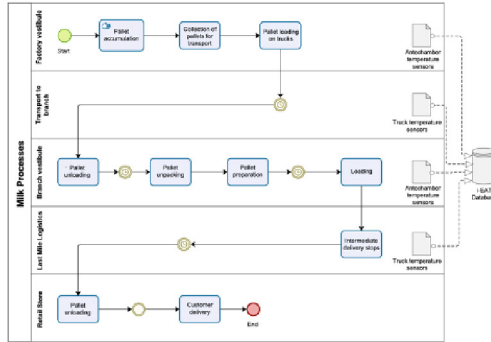 Milk Processes
Factory vestibule
Start
Pallet
accumulation
Collection of
pallets for
transport
Pallet loading
on trucks
Antechamber
temperature
sensors
Transport to
branch
Truck temperature
sensors
Branch vestibule
Pallet
unloading
Pallet
unpacking
Pallet
preparation
Loading
Antechamber
temperature
sensors
Database
Last Mile Logistics
Intermediate
delivery stops
Truck temperature
sensors
Retail Store
Pallet
unloading
Customer
delivery
End